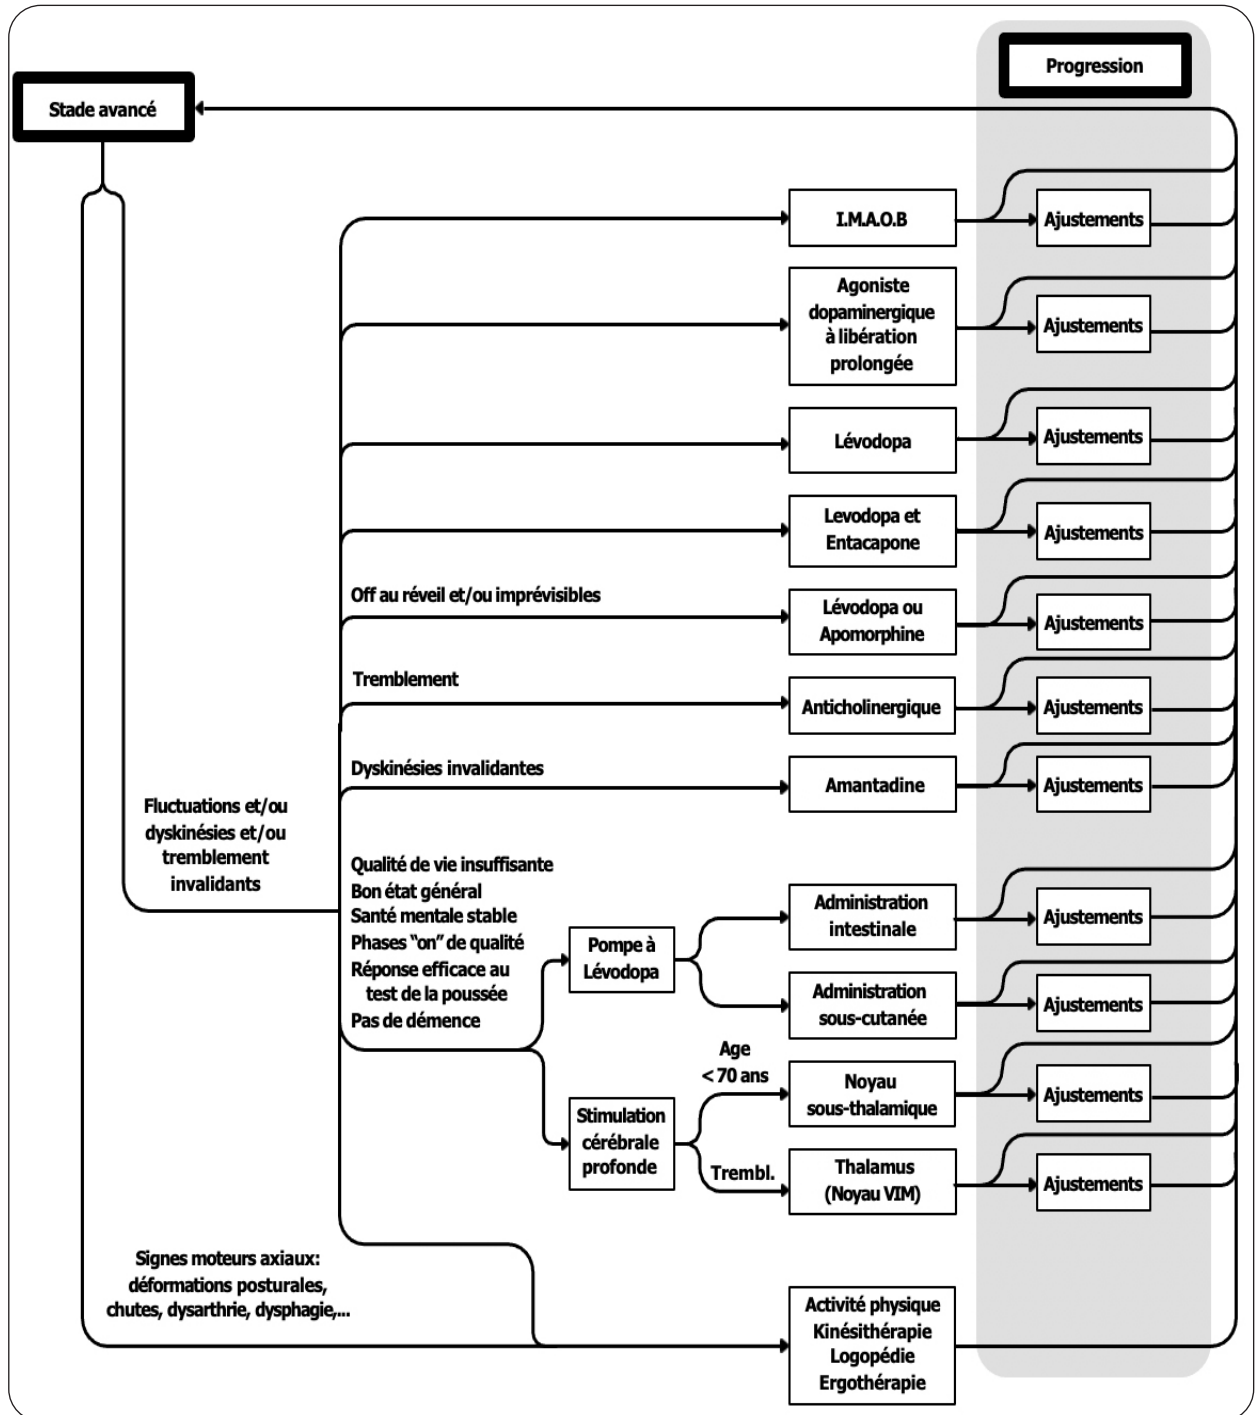 Progression
Stade avancé
I.M.A.O.B
Ajustements
Agoniste
dopaminergique
à libération
prolongée
Ajustements
Lévodopa
Ajustements
Levodopa et
Entacapone
Ajustements
Off au réveil et/ou imprévisibles
Lévodopa ou
Apomorphine
Ajustements
Tremblement
Anticholinergique
Ajustements
Dyskinésies invalidantes
Amantadine
Ajustements
Fluctuations et/ou
dyskinésies et/ou
tremblement
invalidants
Qualité de vie insuffisante
Bon état général
Santé mentale stable
Phases “on” de qualité
Réponse efficace au
test de la poussée
Pas de démence
Pompe à
Lévodopa
Administration
intestinale
Ajustements
Administration
sous-cutanée
Ajustements
Stimulation
cérébrale
profonde
Age
< 70 ans
Noyau
sous-thalamique
Ajustements
Trembl.
Thalamus
(Noyau VIM)
Ajustements
Signes moteurs axiaux:
déformations posturales,
chutes, dysarthrie, dysphagie,...
Activité physique
Kinésithérapie
Logopédie
Ergothérapie